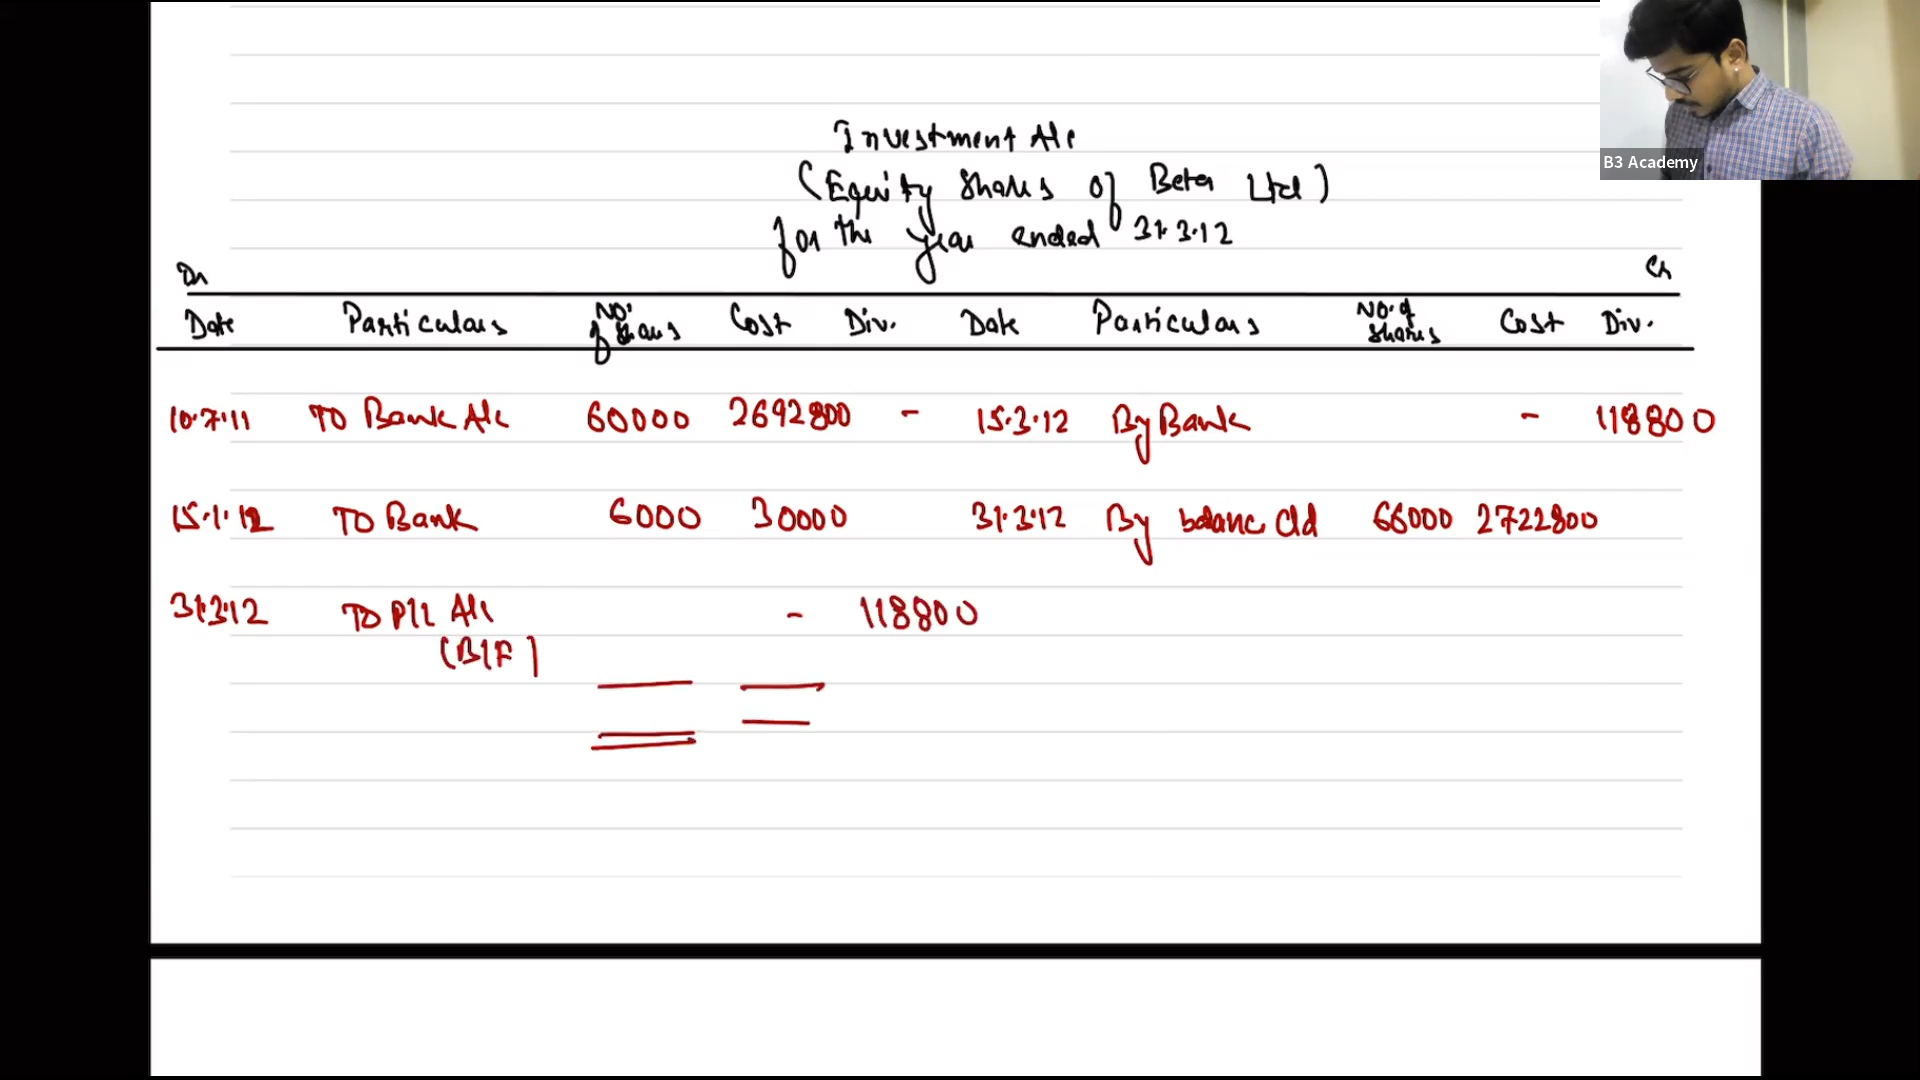 B3 Academy
Investment A/c
(Equity Shares of Beta Ltd)
for the year ended 31.3.12
Dr Cr
Date Particulars No. of Shares Cost Div. Date Particulars No. of Shares Cost Div.
10.7.11 To Bank A/c 60000 2692800 - 15.3.12 By Bank - 118800
15.1.12 To Bank 6000 30000 31.3.12 By balanc c/d 66000 2722800
31.3.12 To P/L A/c - 118800
(B/F)